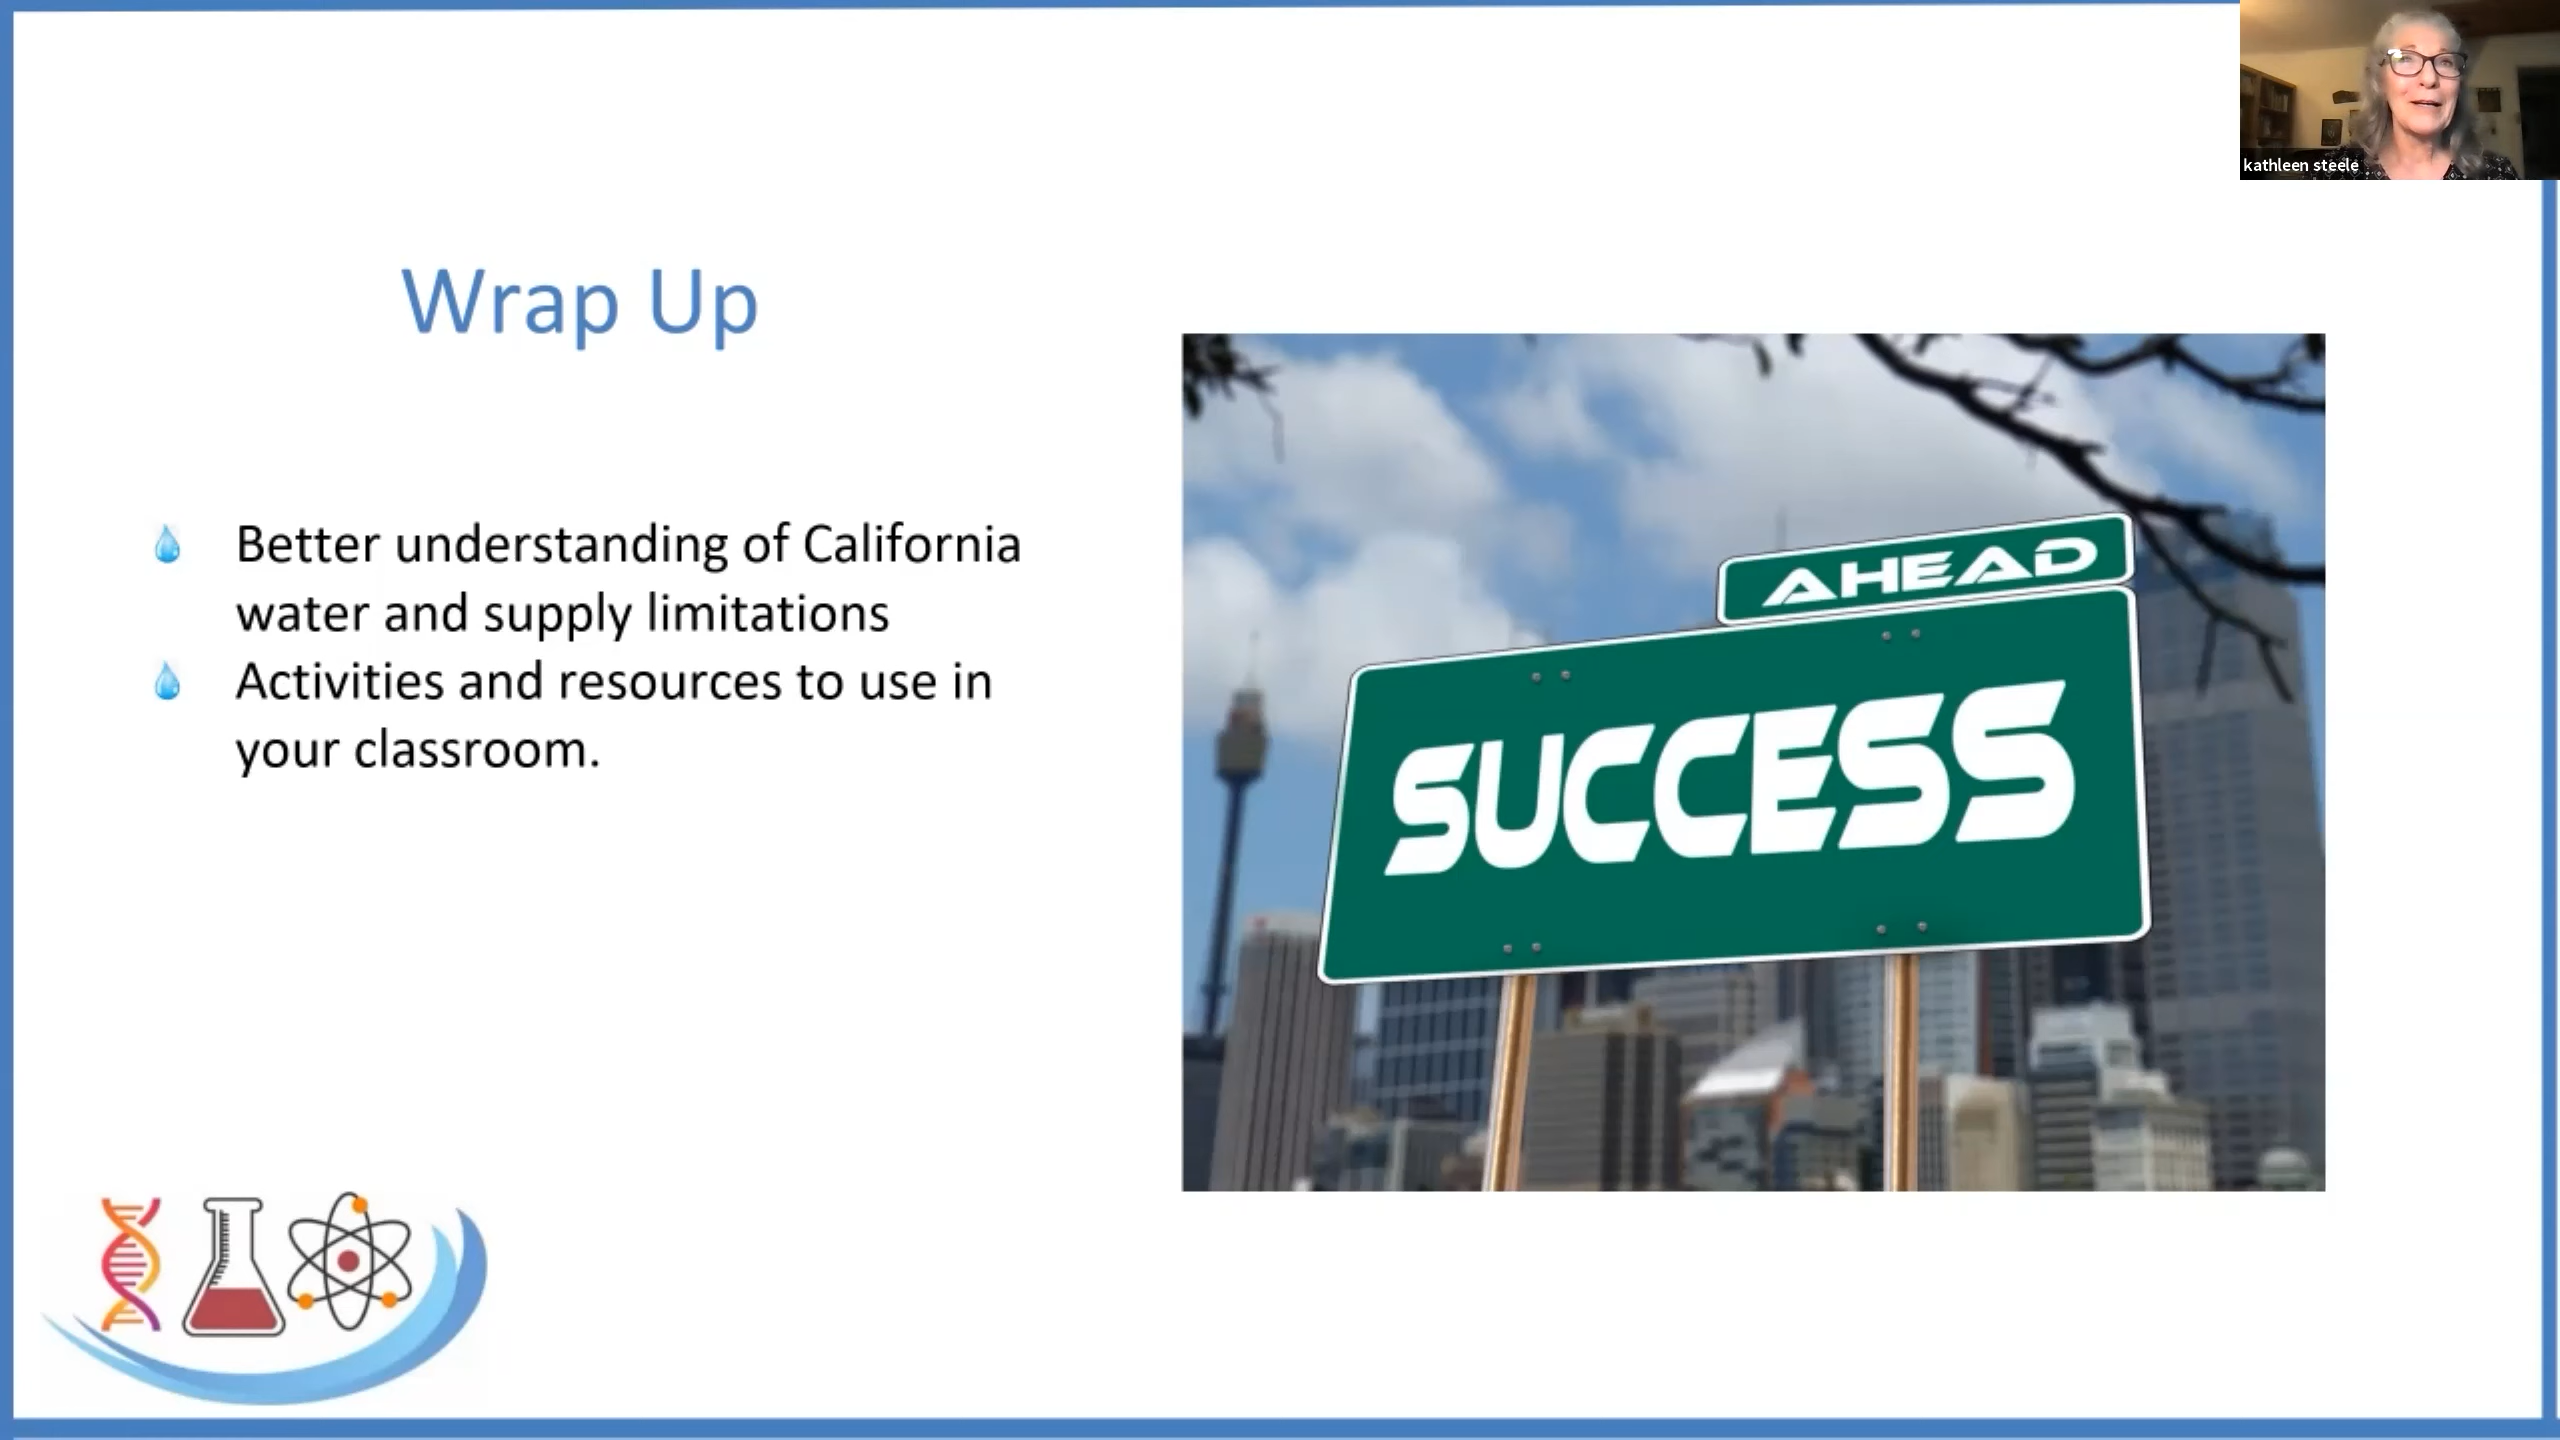 kathleen steele
Wrap Up
Better understanding of California
water and supply limitations
Activities and resources to use in
your classroom.
AHEAD
SUCCESS